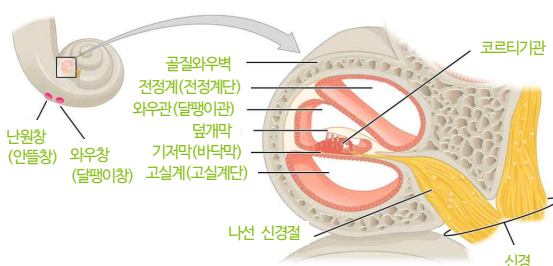 골질와우벽
전정계(전정계단)
와우관(달팽이관)
덮개막
기저막(바닥막)
고실계(고실계단)
코르티기관
난원창
(안뜰창)
와우창
(달팽이창)
나선 신경절
신경